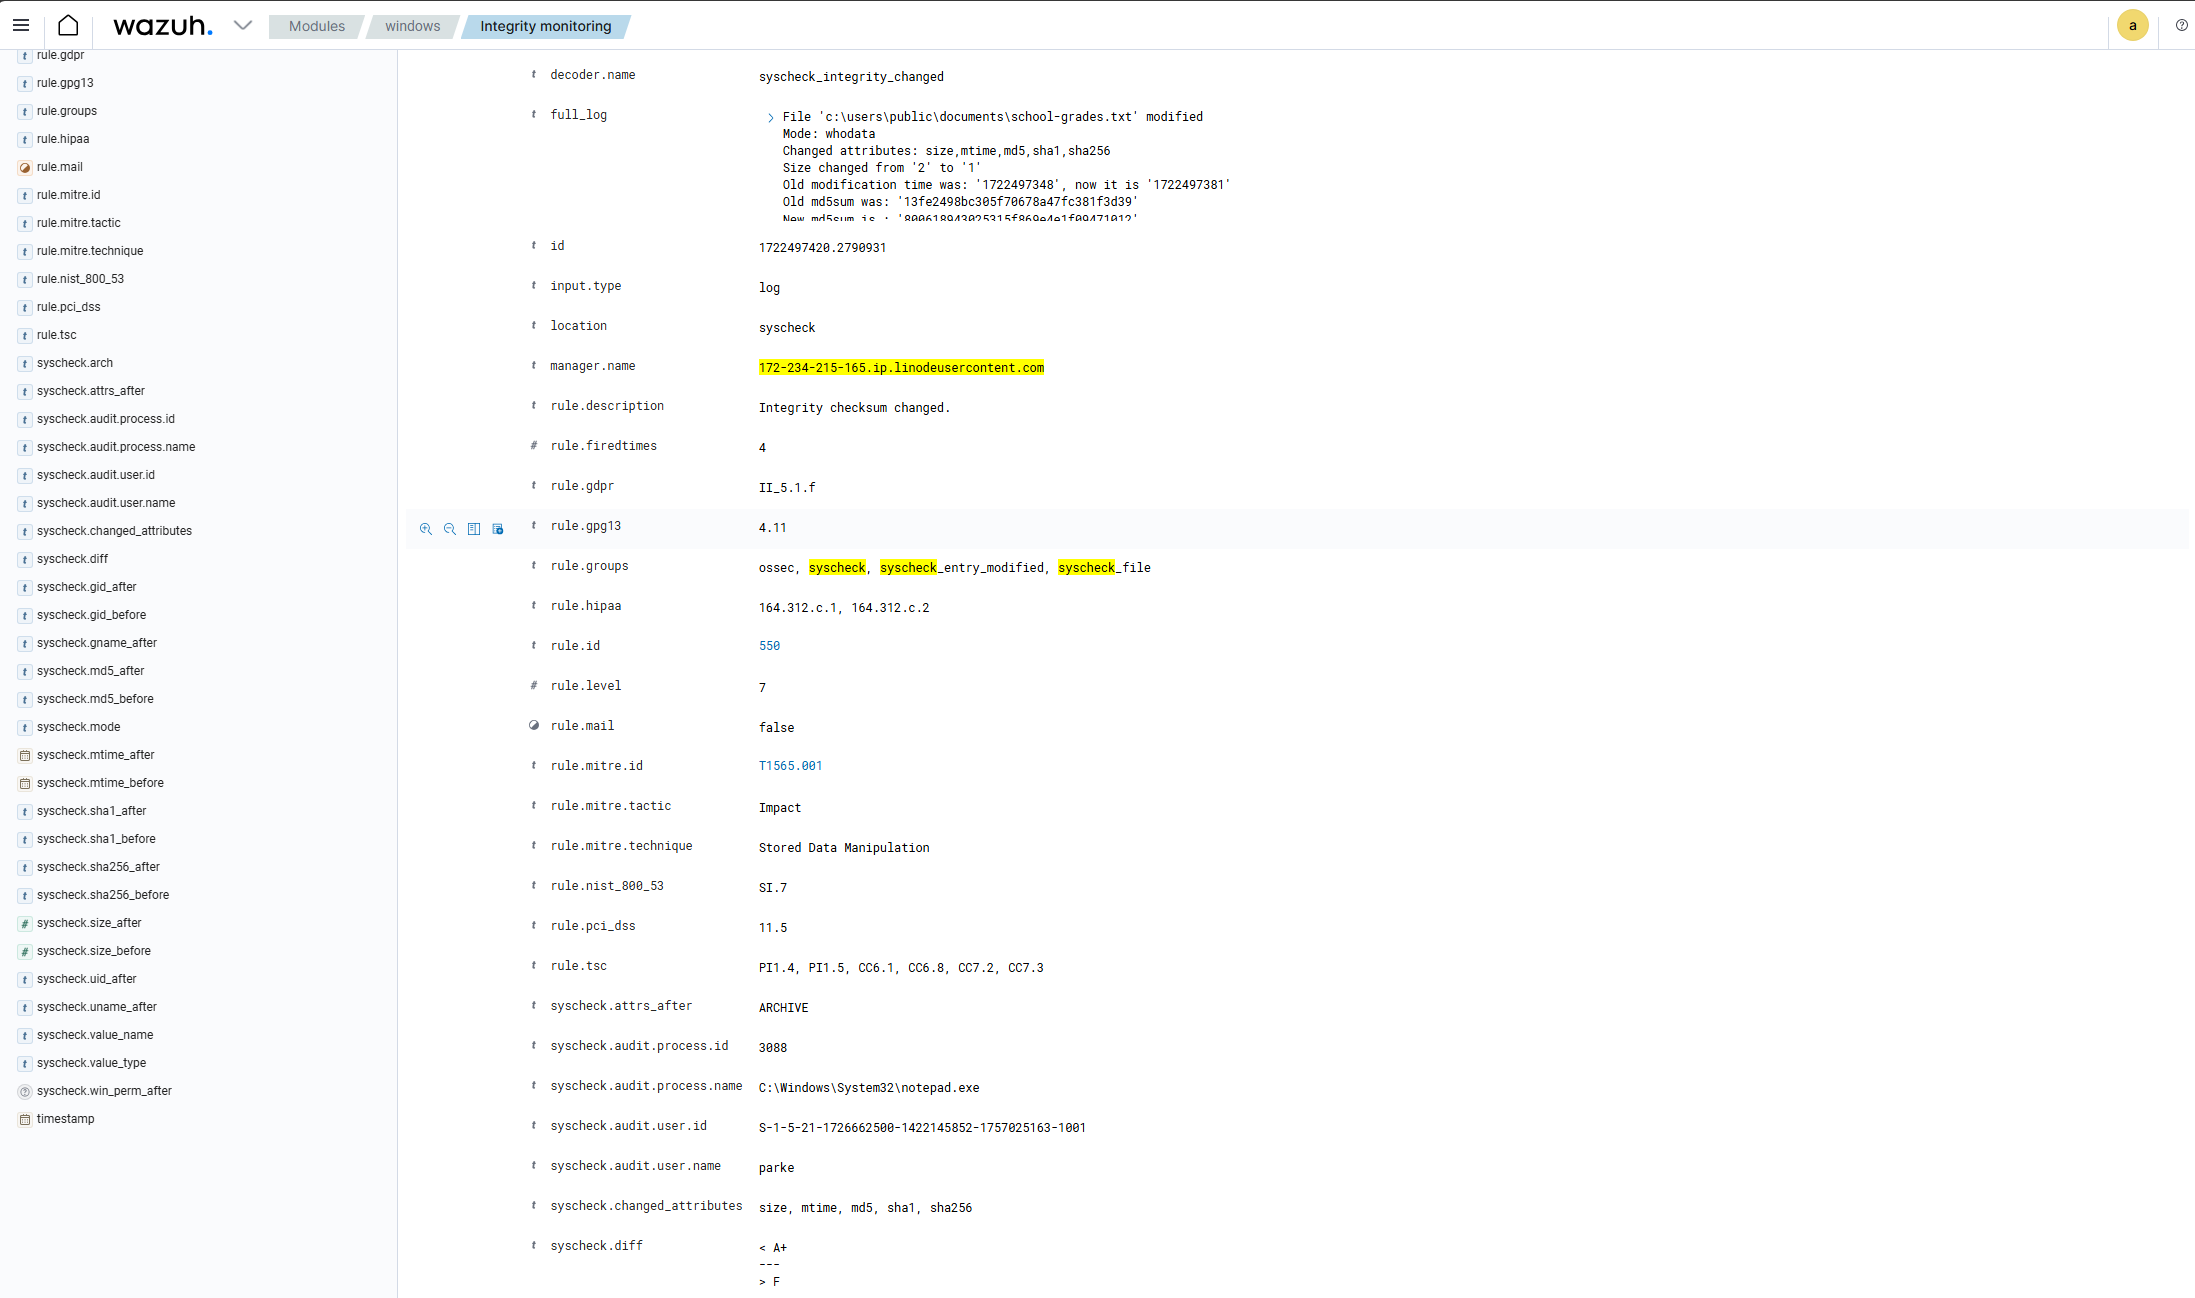 wazuh.
Modules
windows
Integrity monitoring
a
rule.gdpr
rule.gpg13
rule.groups
rule.hipaa
rule.mail
rule.mitre.id
rule.mitre.tactic
rule.mitre.technique
rule.nist_800_53
rule.pci_dss
rule.tsc
syscheck.arch
syscheck.attrs_after
syscheck.audit.process.id
syscheck.audit.process.name
syscheck.audit.user.id
syscheck.audit.user.name
syscheck.changed_attributes
syscheck.diff
syscheck.gid_after
syscheck.gid_before
syscheck.gname_after
syscheck.md5_after
syscheck.md5_before
syscheck.mode
syscheck.mtime_after
syscheck.mtime_before
syscheck.sha1_after
syscheck.sha1_before
syscheck.sha256_after
syscheck.sha256_before
syscheck.size_after
syscheck.size_before
syscheck.uid_after
syscheck.uname_after
syscheck.value_name
syscheck.value_type
syscheck.win_perm_after
timestamp
t decoder.name syscheck_integrity_changed
t full_log > File 'c:\users\public\documents\school-grades.txt' modified
Mode: whodata
Changed attributes: size,mtime,md5,sha1,sha256
Size changed from '2' to '1'
Old modification time was: '1722497348', now it is '1722497381'
Old md5sum was: '13fe2498bc305f70678a47fc381f3d39'
New md5sum is : '800618943025315f869e4e1f09471012'
t id 1722497420.2790931
t input.type log
t location syscheck
t manager.name 172-234-215-165.ip.linodeusercontent.com
t rule.description Integrity checksum changed.
# rule.firedtimes 4
t rule.gdpr II_5.1.f
t rule.gpg13 4.11
t rule.groups ossec, syscheck, syscheck_entry_modified, syscheck_file
t rule.hipaa 164.312.c.1, 164.312.c.2
t rule.id 550
# rule.level 7
rule.mail false
t rule.mitre.id T1565.001
t rule.mitre.tactic Impact
t rule.mitre.technique Stored Data Manipulation
t rule.nist_800_53 SI.7
t rule.pci_dss 11.5
t rule.tsc PI1.4, PI1.5, CC6.1, CC6.8, CC7.2, CC7.3
t syscheck.attrs_after ARCHIVE
t syscheck.audit.process.id 3088
t syscheck.audit.process.name C:\Windows\System32\notepad.exe
t syscheck.audit.user.id S-1-5-21-1726662500-1422145852-1757025163-1001
t syscheck.audit.user.name parke
t syscheck.changed_attributes size, mtime, md5, sha1, sha256
t syscheck.diff < A+
---
> F